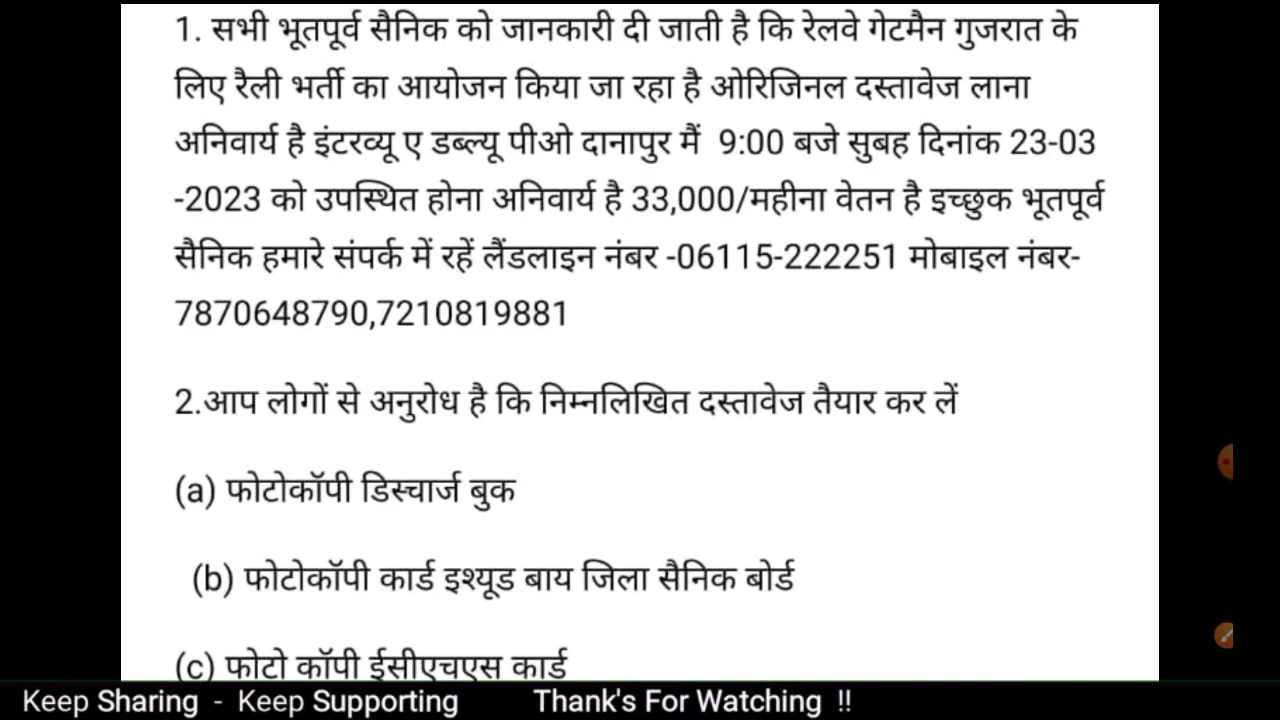 1. सभी भूतपूर्व सैनिक को जानकारी दी जाती है कि रेलवे गेटमैन गुजरात के
लिए रैली भर्ती का आयोजन किया जा रहा है ओरिजिनल दस्तावेज लाना
अनिवार्य है इंटरव्यू ए डब्ल्यू पीओ दानापुर मैं 9:00 बजे सुबह दिनांक 23-03
-2023 को उपस्थित होना अनिवार्य है 33,000/महीना वेतन है इच्छुक भूतपूर्व
सैनिक हमारे संपर्क में रहें लैंडलाइन नंबर -06115-222251 मोबाइल नंबर-
7870648790,7210819881
2.आप लोगों से अनुरोध है कि निम्नलिखित दस्तावेज तैयार कर लें
(a) फोटोकॉपी डिस्चार्ज बुक
(b) फोटोकॉपी कार्ड इश्यूड बाय जिला सैनिक बोर्ड
(c) फोटो कॉपी ईसीएचएस कार्ड
Keep Sharing - Keep Supporting Thank's For Watching !!